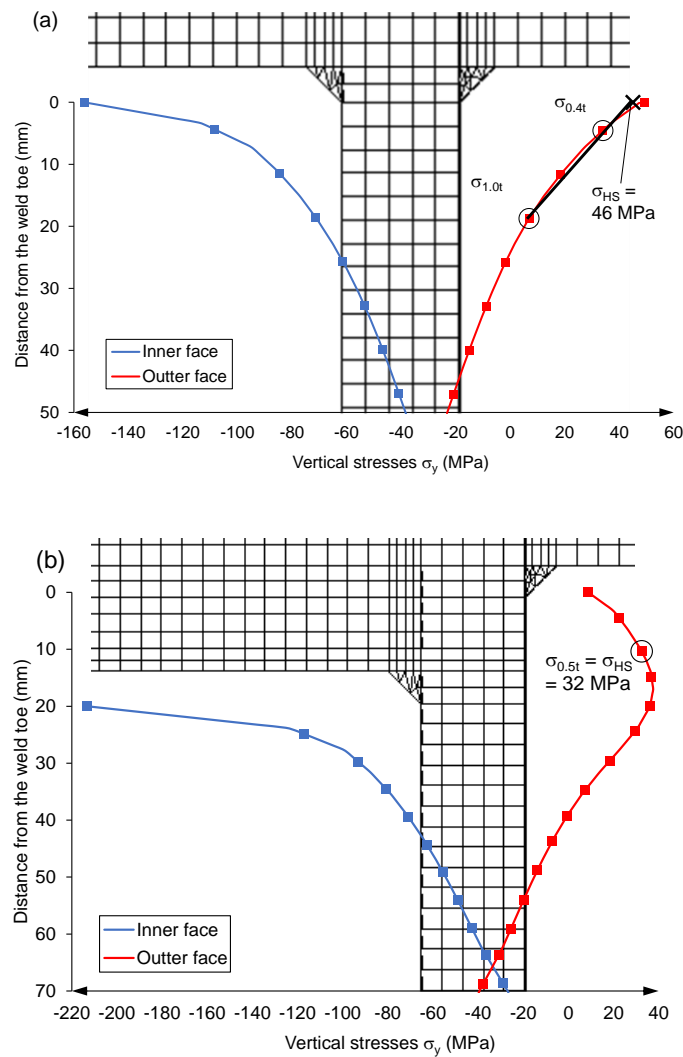 (a)
0
10
20
30
40
50
Distance from the weld toe (mm)
σ0.4t
σ1.0t
σHS =
46 MPa
Inner face
Outter face
-160 -140 -120 -100 -80 -60 -40 -20 0 20 40 60
Vertical stresses σy (MPa)
(b)
0
10
20
30
40
50
60
70
Distance from the weld toe (mm)
σ0.5t = σHS
= 32 MPa
Inner face
Outter face
-220 -200 -180 -160 -140 -120 -100 -80 -60 -40 -20 0 20 40
Vertical stresses σy (MPa)